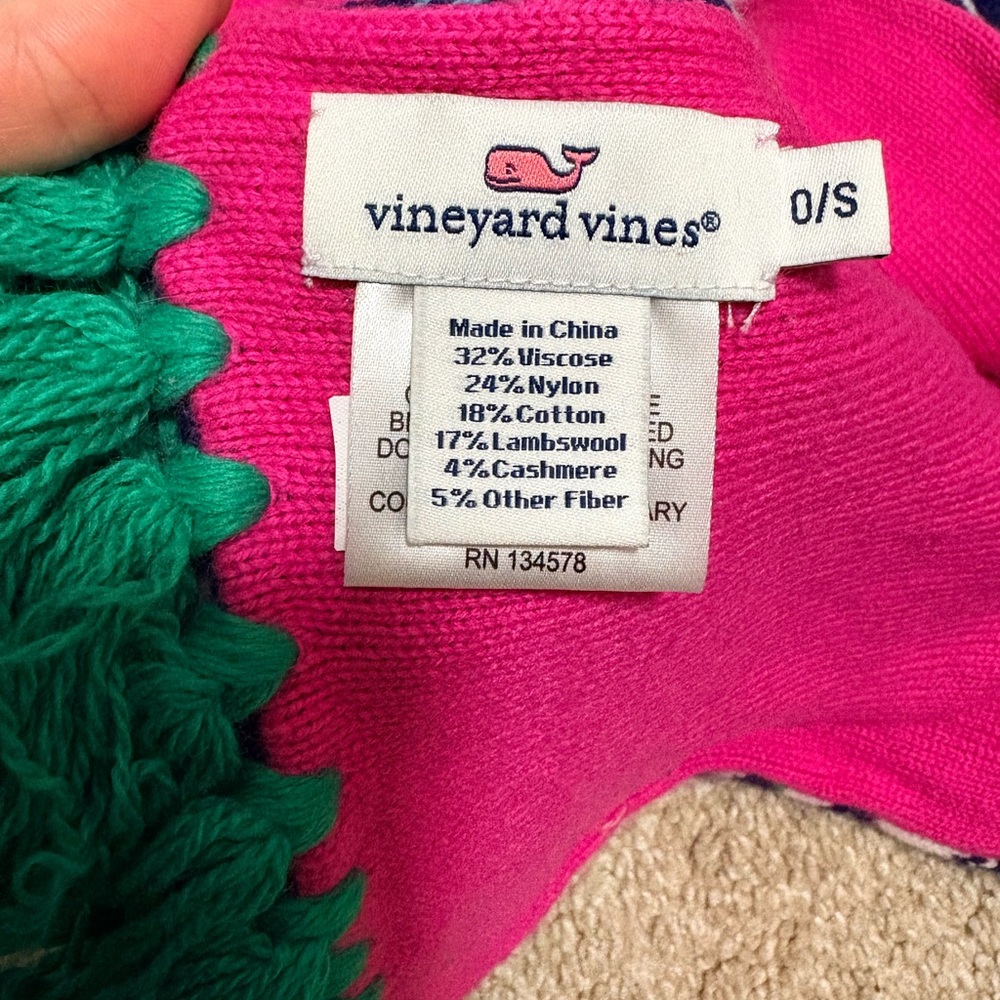 vineyard vines®
O/S
Made in China
32% Viscose
24% Nylon
18% Cotton
17% Lambswool
4% Cashmere
5% Other Fiber
RN 134578